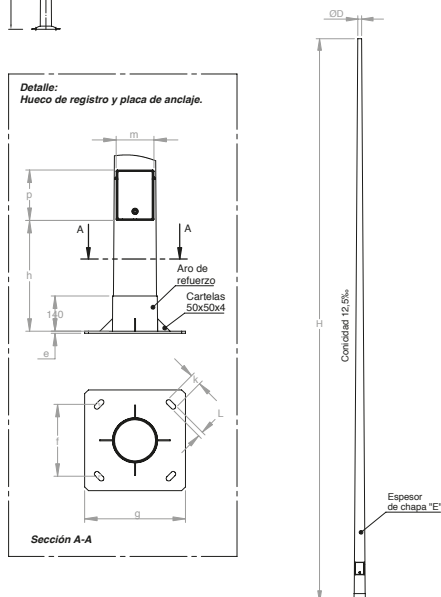 ØD
Detalle:
Hueco de registro y placa de anclaje.
m
p
A
A
h
Aro de
refuerzo
Cartelas
50x50x4
140
e
H
Conicidad 12,5‰
k
L
f
g
Espesor
de chapa "E"
Sección A-A